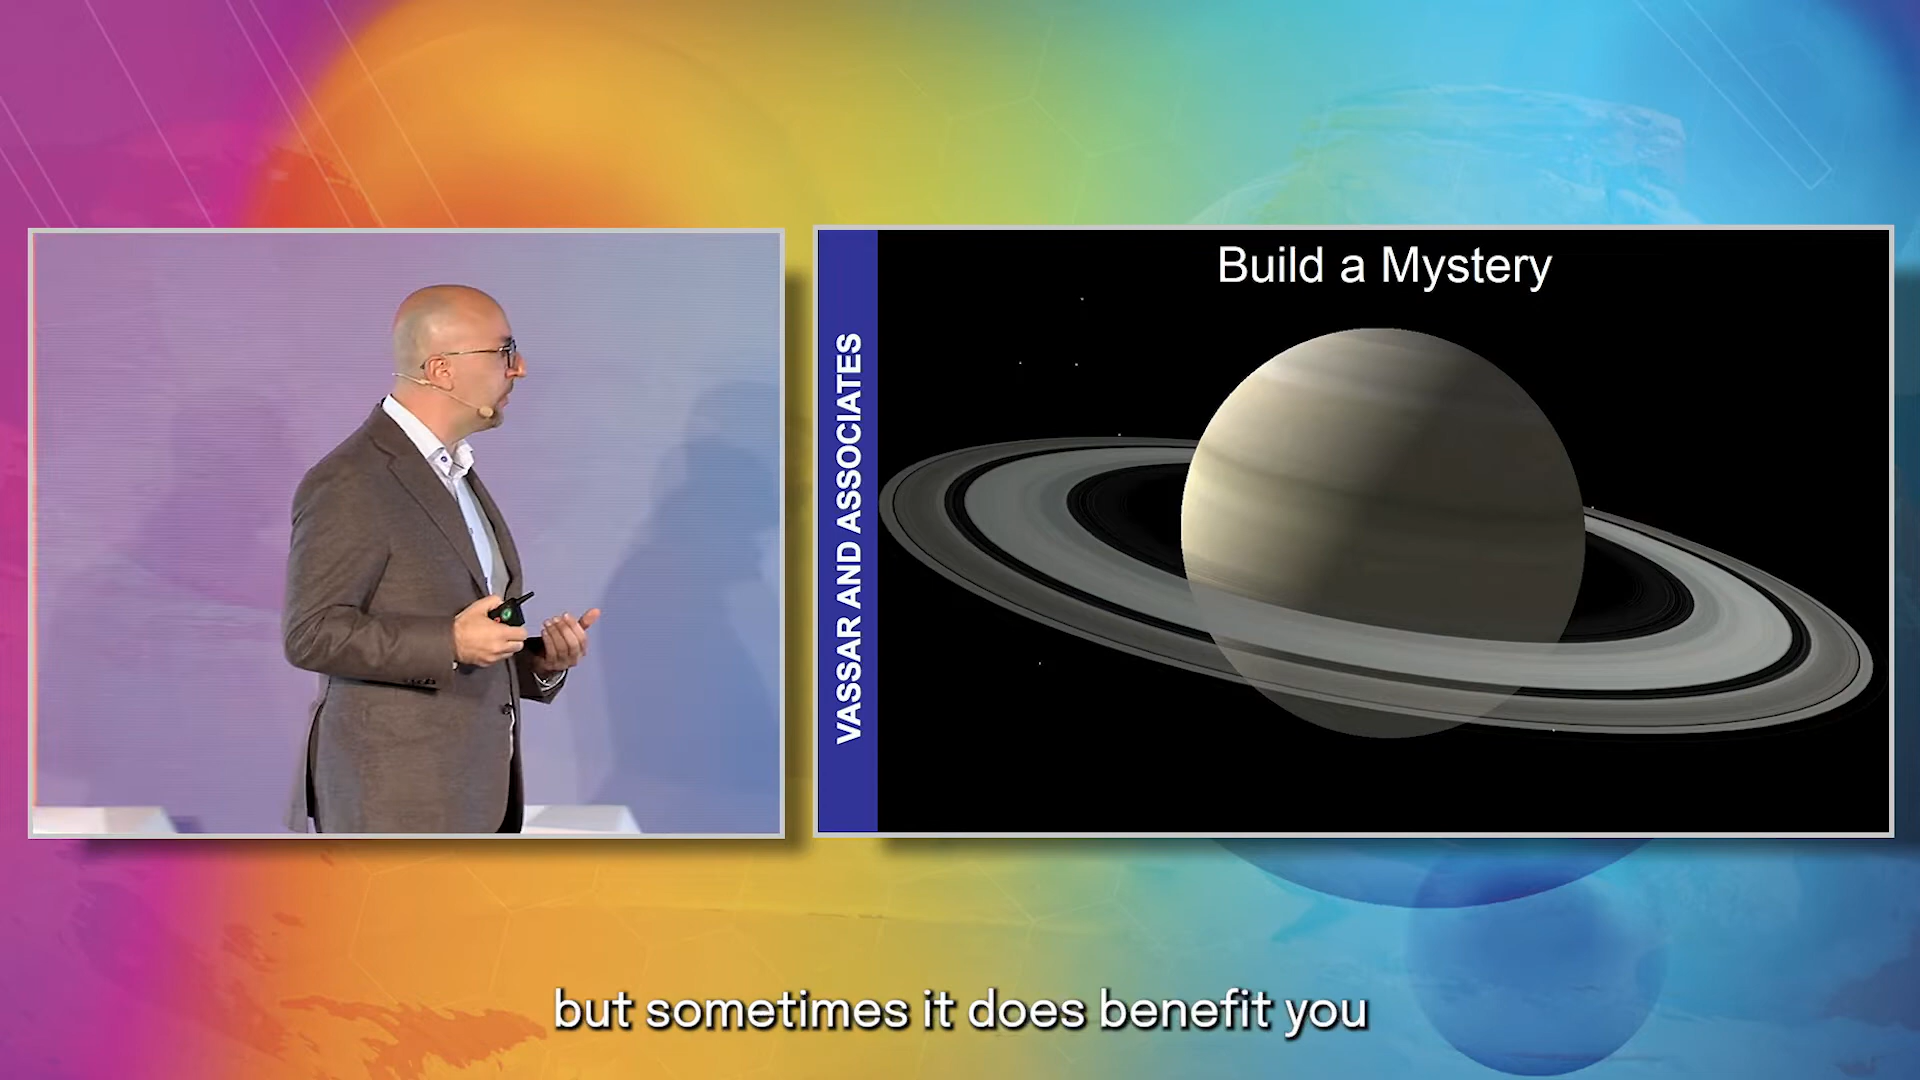 Build a Mystery
VASSAR AND ASSOCIATES
but sometimes it does benefit you